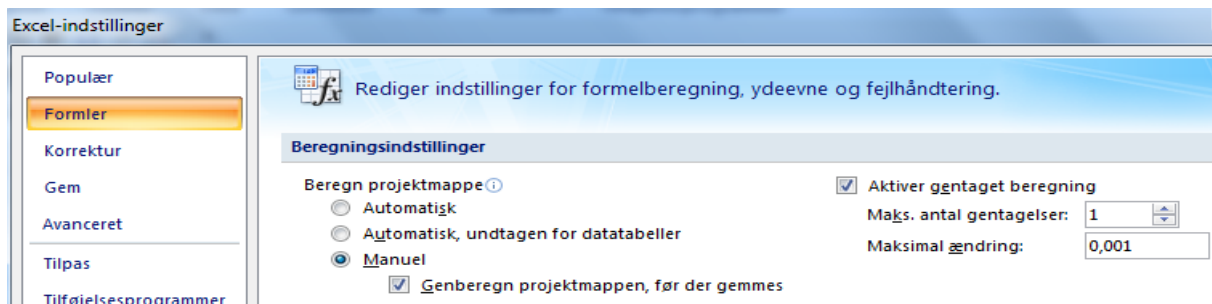 Excel-indstillinger
Populær
Formler
Korrektur
Gem
Avanceret
Tilpas
Tilføjelsesprogrammer
Rediger indstillinger for formelberegning, ydeevne og fejlhåndtering.
Beregningsindstillinger
Beregn projektmappe
Automatisk
Automatisk, undtagen for datatabeller
Manuel
Genberegn projektmappen, før der gemmes
Aktiver gentaget beregning
Maks. antal gentagelser: 1
Maksimal ændring: 0,001